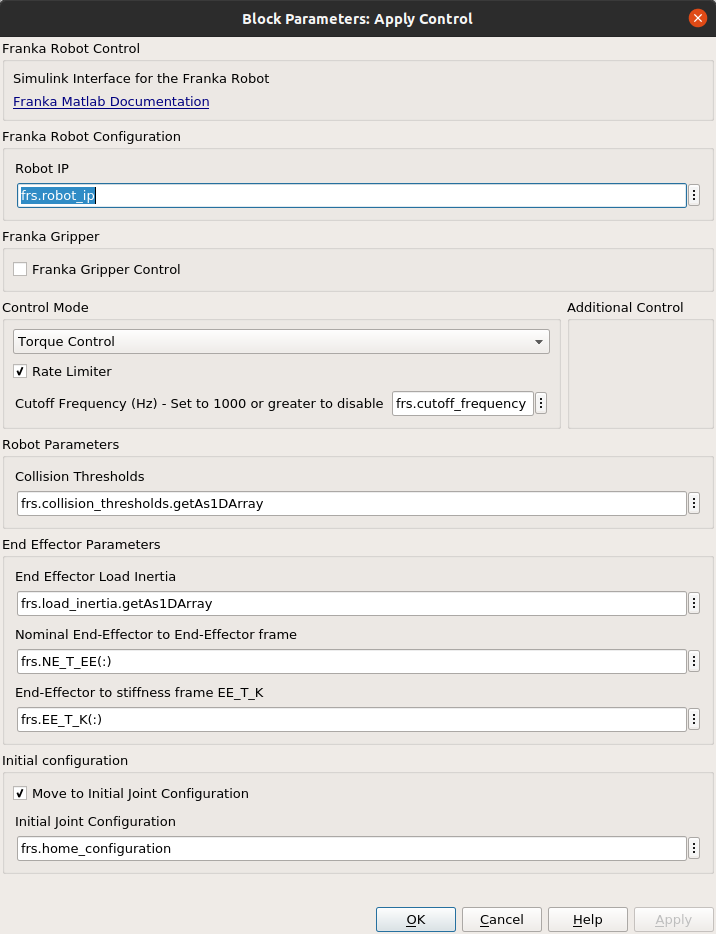 Block Parameters: Apply Control
Franka Robot Control
Simulink Interface for the Franka Robot
Franka Matlab Documentation
Franka Robot Configuration
Robot IP
frs.robot_ip
Franka Gripper
Franka Gripper Control
Control Mode
Additional Control
Torque Control
Rate Limiter
Cutoff Frequency (Hz) - Set to 1000 or greater to disable frs.cutoff_frequency
Robot Parameters
Collision Thresholds
frs.collision_thresholds.getAs1DArray
End Effector Parameters
End Effector Load Inertia
frs.load_inertia.getAs1DArray
Nominal End-Effector to End-Effector frame
frs.NE_T_EE(:)
End-Effector to stiffness frame EE_T_K
frs.EE_T_K(:)
Initial configuration
Move to Initial Joint Configuration
Initial Joint Configuration
frs.home_configuration
OK Cancel Help Apply